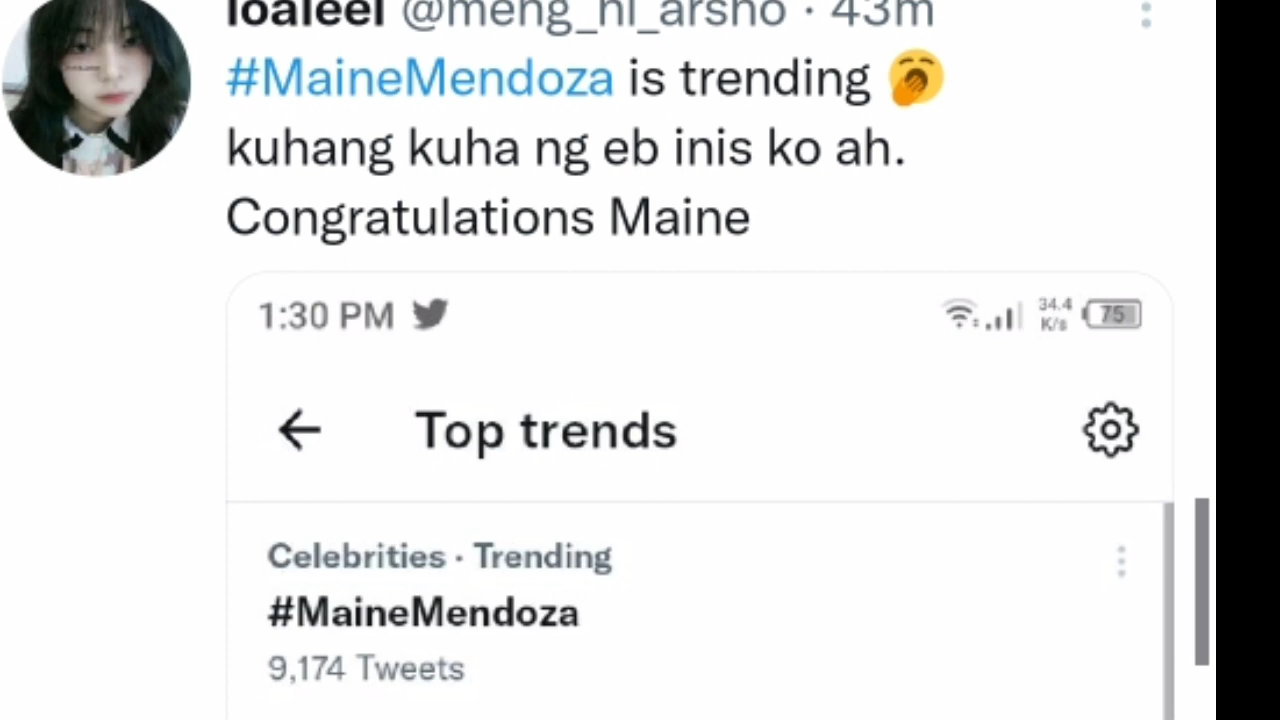 loaleel @meng_ni_arsho · 43m
#MaineMendoza is trending 🥱
kuhang kuha ng eb inis ko ah.
Congratulations Maine
1:30 PM 34.4 K/s 75
Top trends
Celebrities · Trending
#MaineMendoza
9,174 Tweets